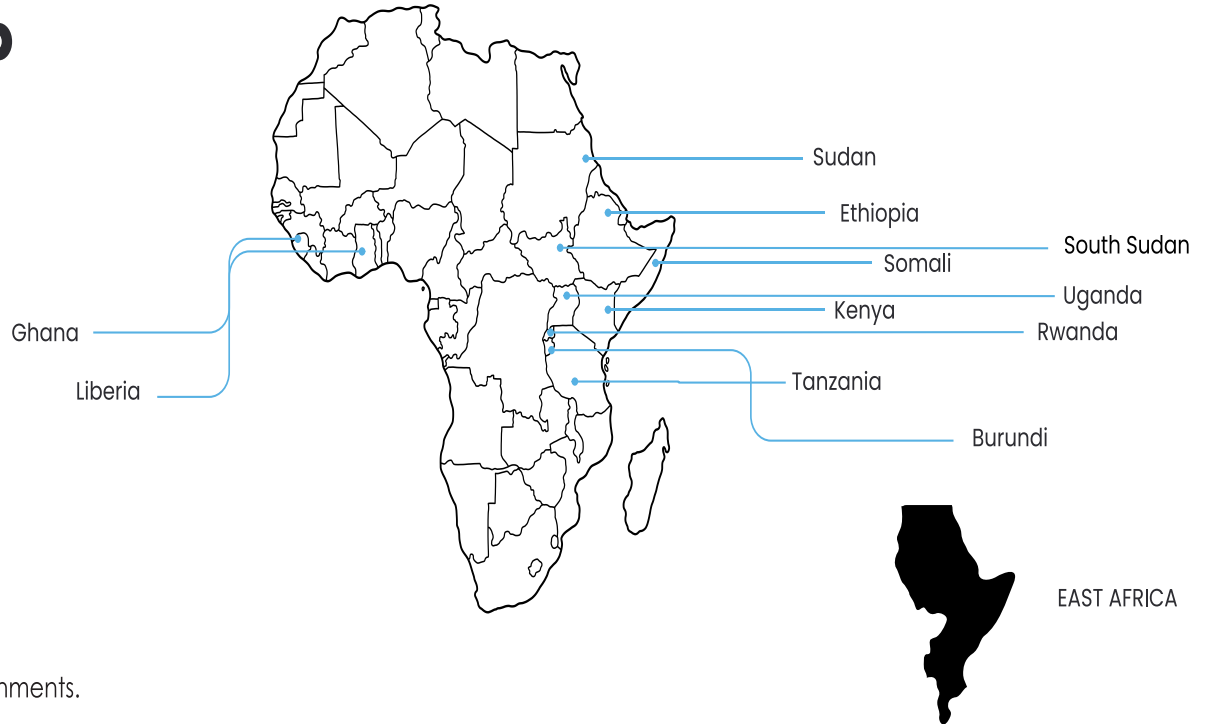 Sudan
Ethiopia
South Sudan
Somali
Uganda
Kenya
Rwanda
Ghana
Tanzania
Liberia
Burundi
EAST AFRICA
nments.